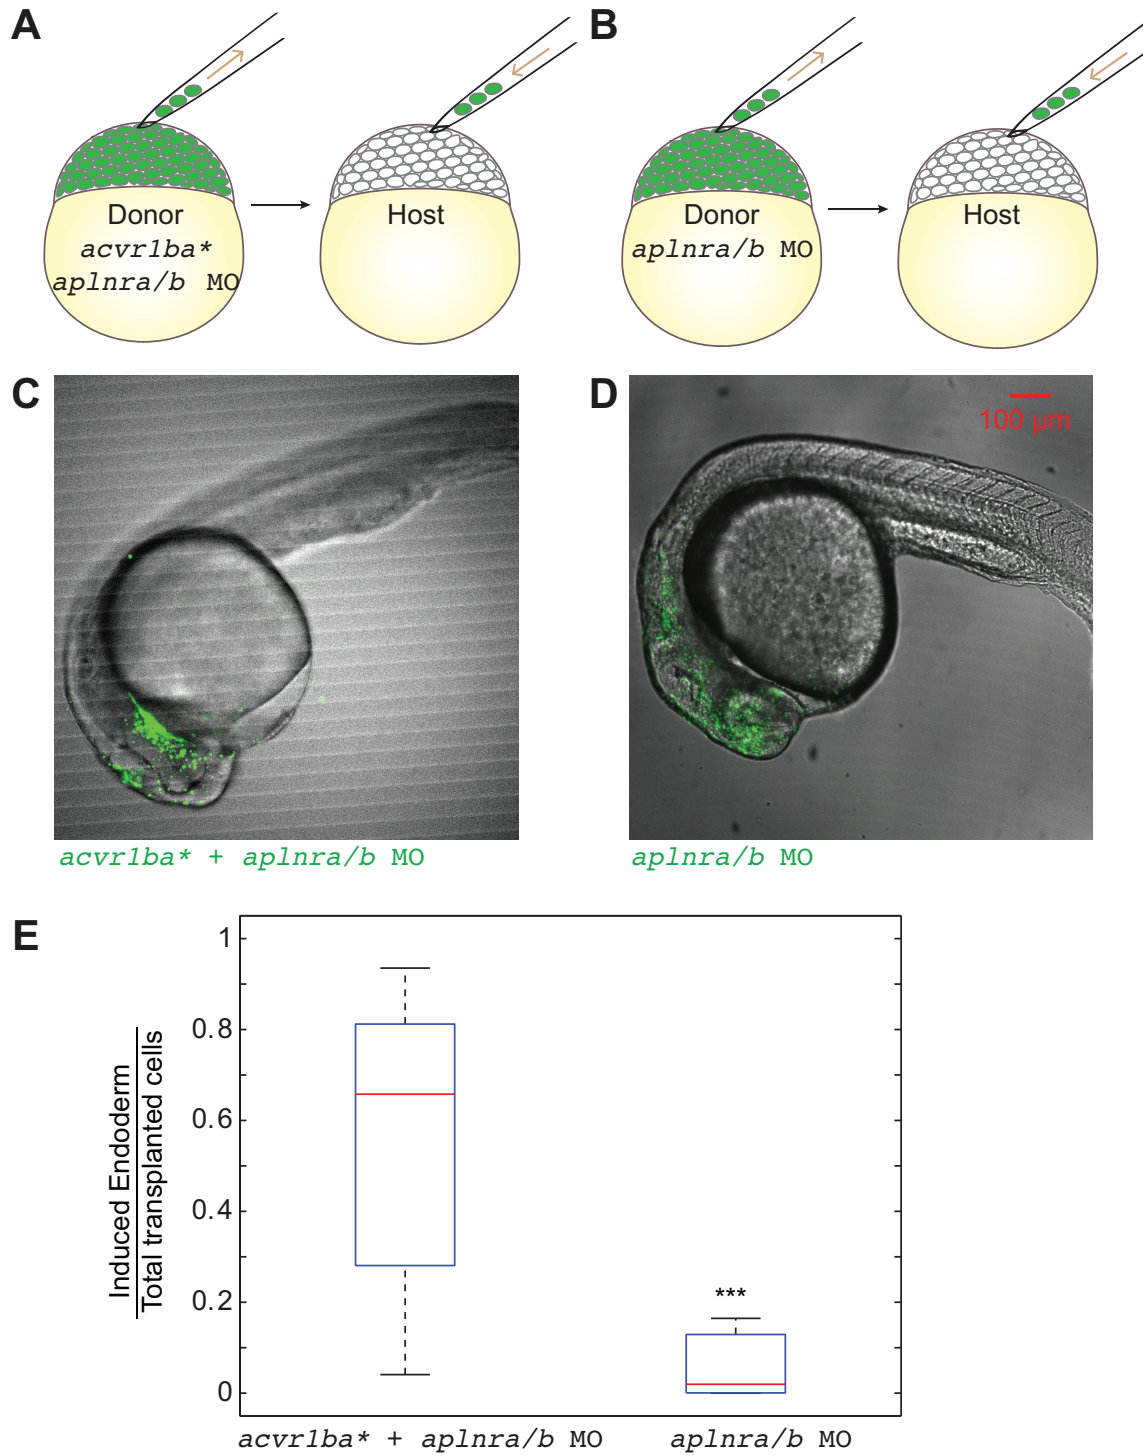 A
B
Donor
acvr1ba*
aplnra/b MO
Host
Donor
aplnra/b MO
Host
C
D
100 µm
acvr1ba* + aplnra/b MO
aplnra/b MO
E
1
0.8
0.6
0.4
0.2
0
Induced Endoderm
Total transplanted cells
***
acvr1ba* + aplnra/b MO
aplnra/b MO